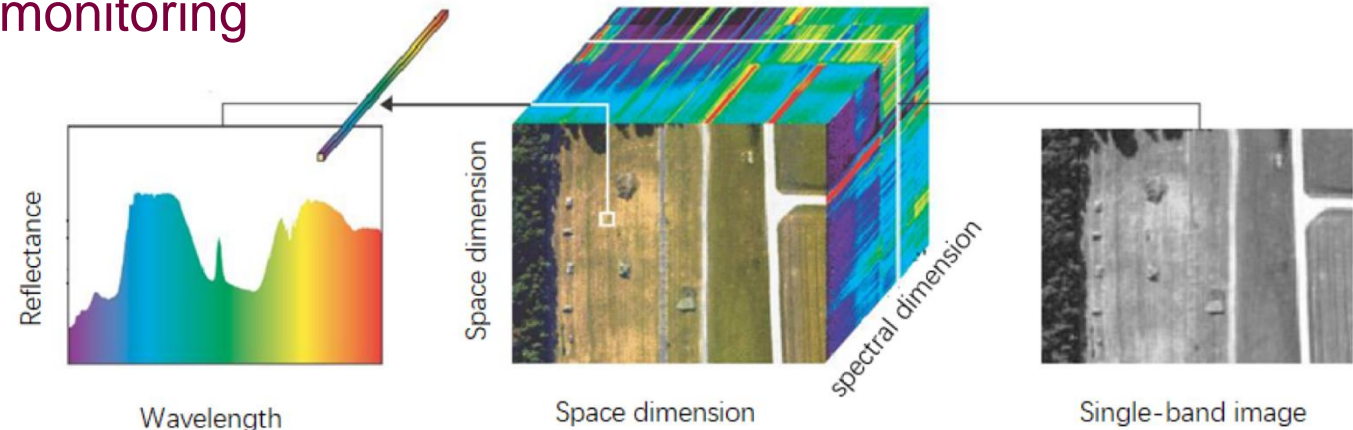 monitoring
Reflectance
Wavelength
Space dimension
Space dimension
spectral dimension
Single-band image